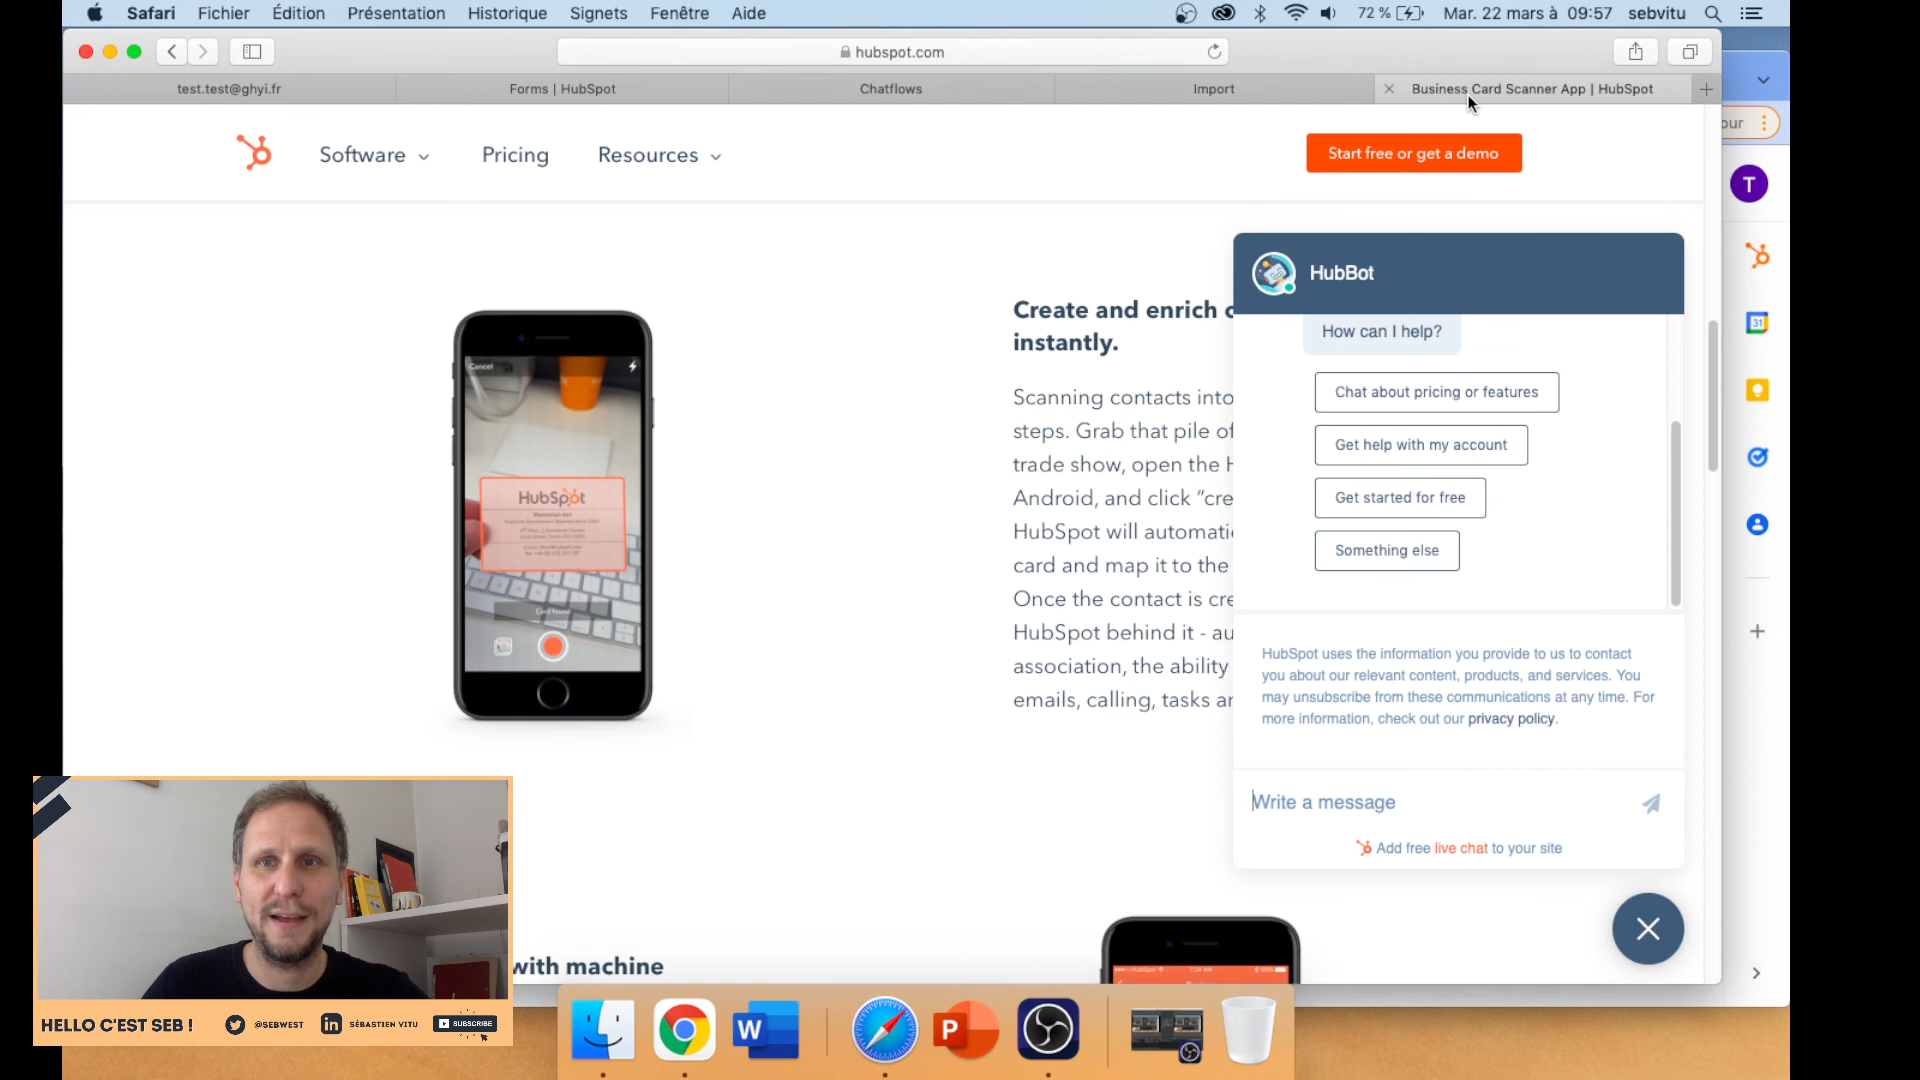 Safari Fichier Édition Présentation Historique Signets Fenêtre Aide 72 % Mar. 22 mars à 09:57 sebvitu
hubspot.com
test.test@ghyi.fr Forms | HubSpot Chatflows Import Business Card Scanner App | HubSpot
our
Software Pricing Resources Start free or get a demo
T
HubBot
Create and enrich
instantly.
How can I help?
Chat about pricing or features
Get help with my account
Get started for free
Something else
Scanning contacts into
steps. Grab that pile of
trade show, open the H
Android, and click “cre
HubSpot will automati
card and map it to the
Once the contact is cre
HubSpot behind it - au
association, the ability
emails, calling, tasks
31
Cancel
HubSpot
Card found
HubSpot uses the information you provide to us to contact
you about our relevant content, products, and services. You
may unsubscribe from these communications at any time. For
more information, check out our privacy policy.
Write a message
Add free live chat to your site
with machine
HELLO C'EST SEB ! @SEBWEST in SÉBASTIEN VITU SUBSCRIBE
W P